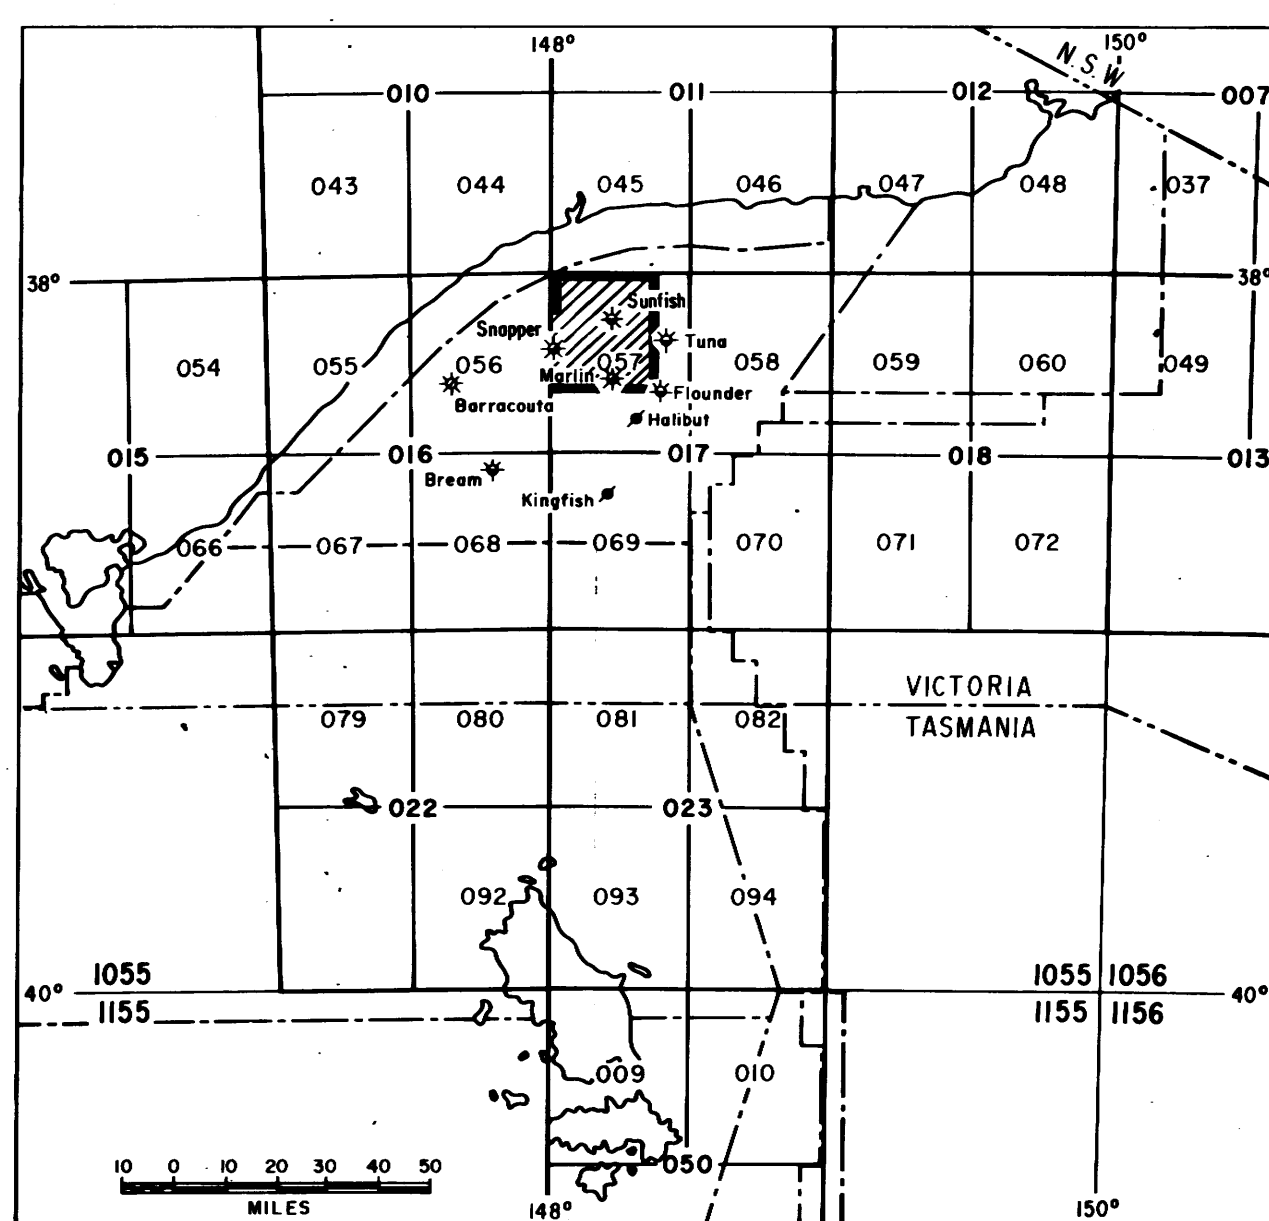 148° 150°
N.S.W
010 011 012 007
043 044 045 046 047 048 037
38° 38°
Sunfish
Snapper Tuna
054 055 056 057 058 059 060 049
Marlin Flounder
Barracouta Halibut
015 016 017 018 013
Bream
Kingfish
066 067 068 069 070 071 072
VICTORIA
079 080 081 082 TASMANIA
022 023
092 093 094
1055 1055 1056
40° 40°
1155 1155 1156
009 010
10 0 10 20 30 40 50
050
MILES
148° 150°